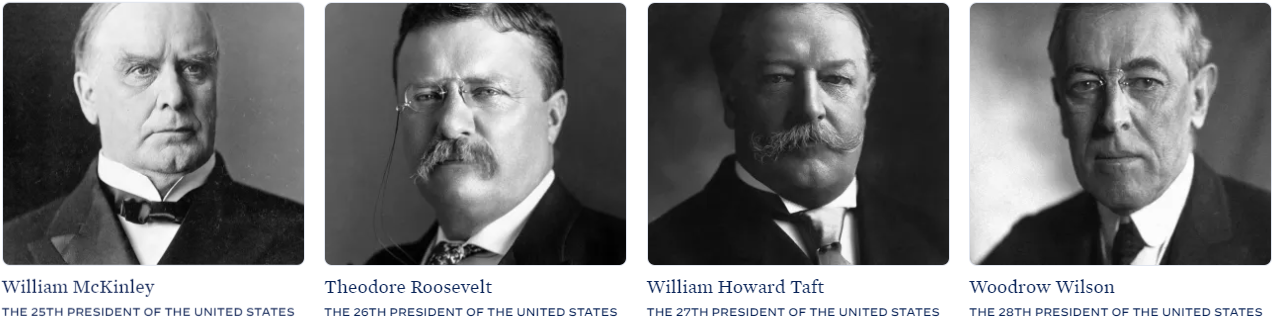 William McKinley
THE 25TH PRESIDENT OF THE UNITED STATES
Theodore Roosevelt
THE 26TH PRESIDENT OF THE UNITED STATES
William Howard Taft
THE 27TH PRESIDENT OF THE UNITED STATES
Woodrow Wilson
THE 28TH PRESIDENT OF THE UNITED STATES